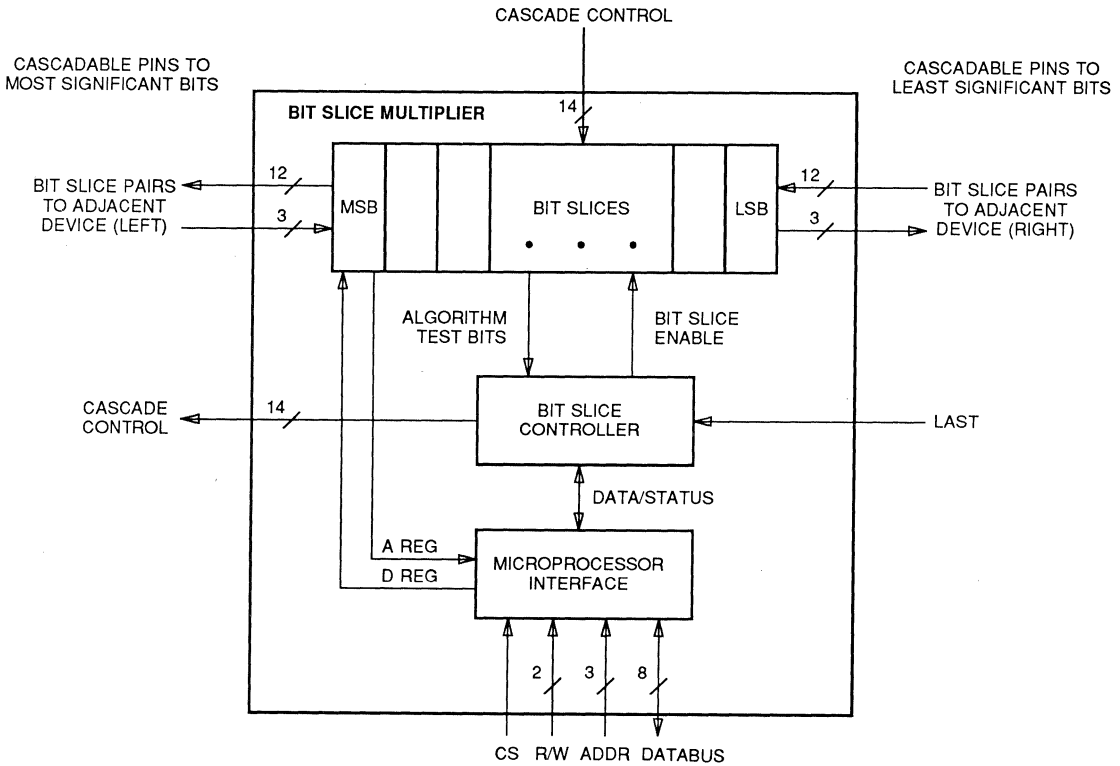 CASCADE CONTROL
CASCADABLE PINS TO
MOST SIGNIFICANT BITS
CASCADABLE PINS TO
LEAST SIGNIFICANT BITS
BIT SLICE MULTIPLIER
14
BIT SLICE PAIRS
TO ADJACENT
DEVICE (LEFT)
12
3
MSB
BIT SLICES
LSB
12
3
BIT SLICE PAIRS
TO ADJACENT
DEVICE (RIGHT)
ALGORITHM
TEST BITS
BIT SLICE
ENABLE
CASCADE
CONTROL
14
BIT SLICE
CONTROLLER
LAST
DATA/STATUS
A REG
D REG
MICROPROCESSOR
INTERFACE
2
3
8
CS R/W ADDR DATABUS